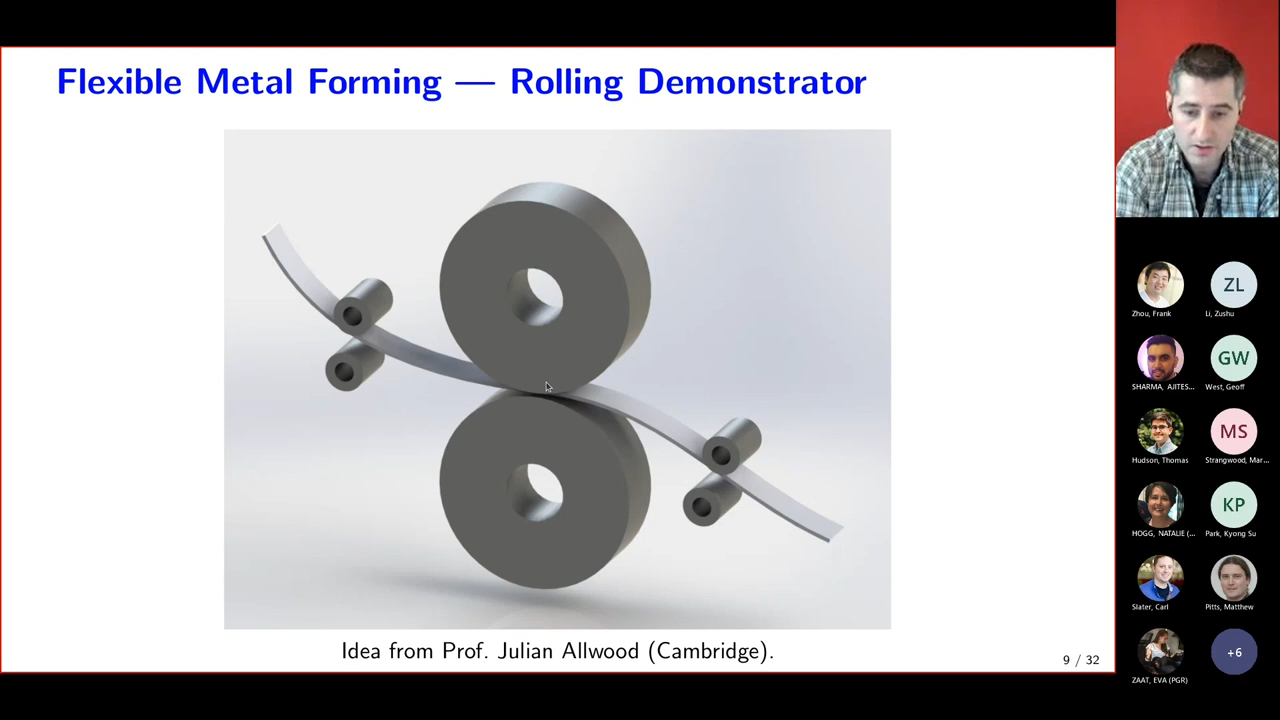 Flexible Metal Forming — Rolling Demonstrator
Idea from Prof. Julian Allwood (Cambridge).
9 / 32
Zhou, Frank
ZL
Li, Zushu
SHARMA, AJITES...
GW
West, Geoff
Hudson, Thomas
MS
Strangwood, Mar...
HOGG, NATALIE (...
KP
Park, Kyong Su
Slater, Carl
Pitts, Matthew
ZAAT, EVA (PGR)
+6